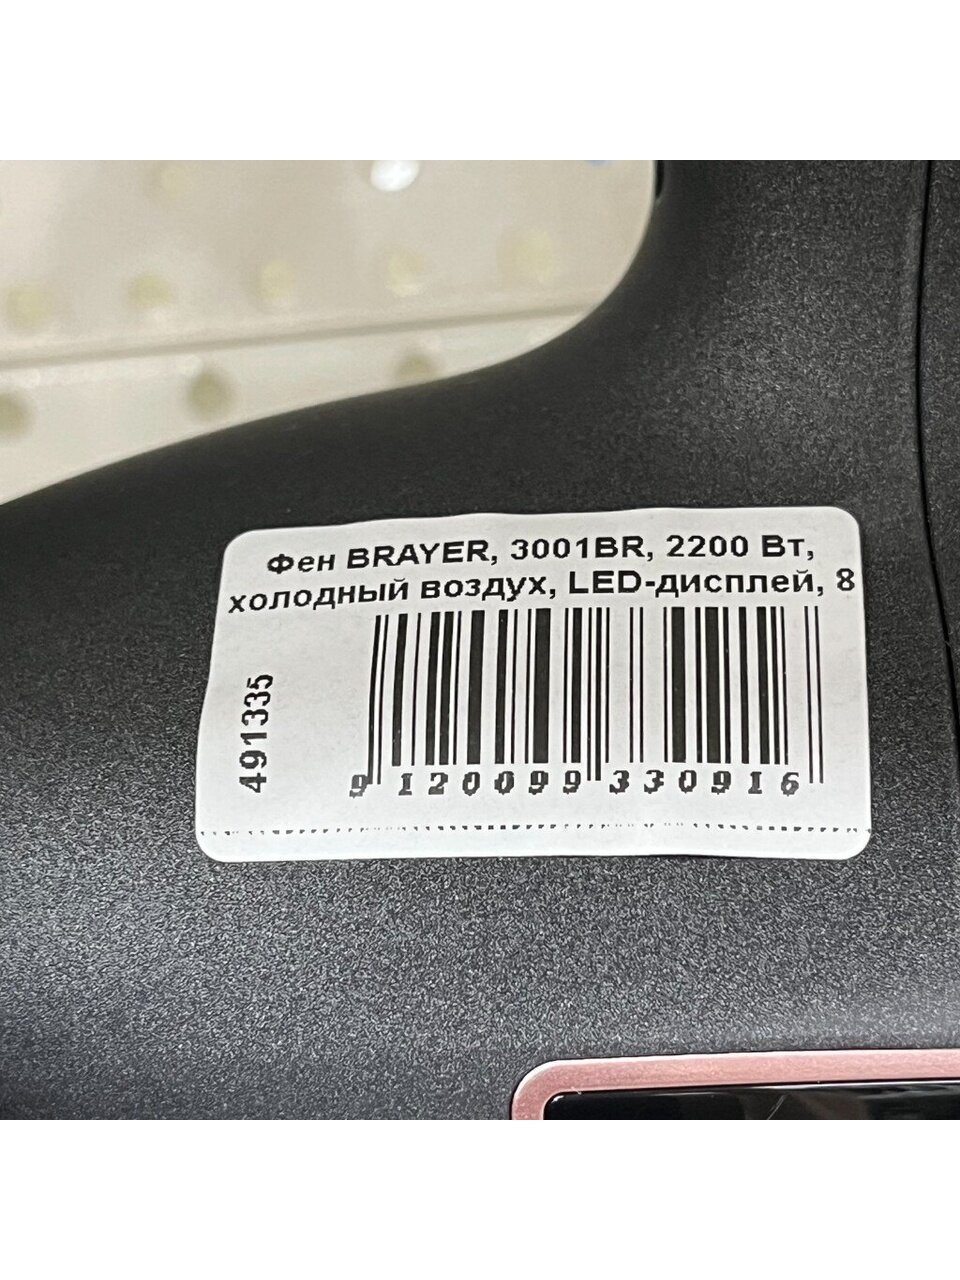 Фен BRAYER, 3001BR, 2200 Вт,
холодный воздух, LED-дисплей, 8
491335
9 120099 330916